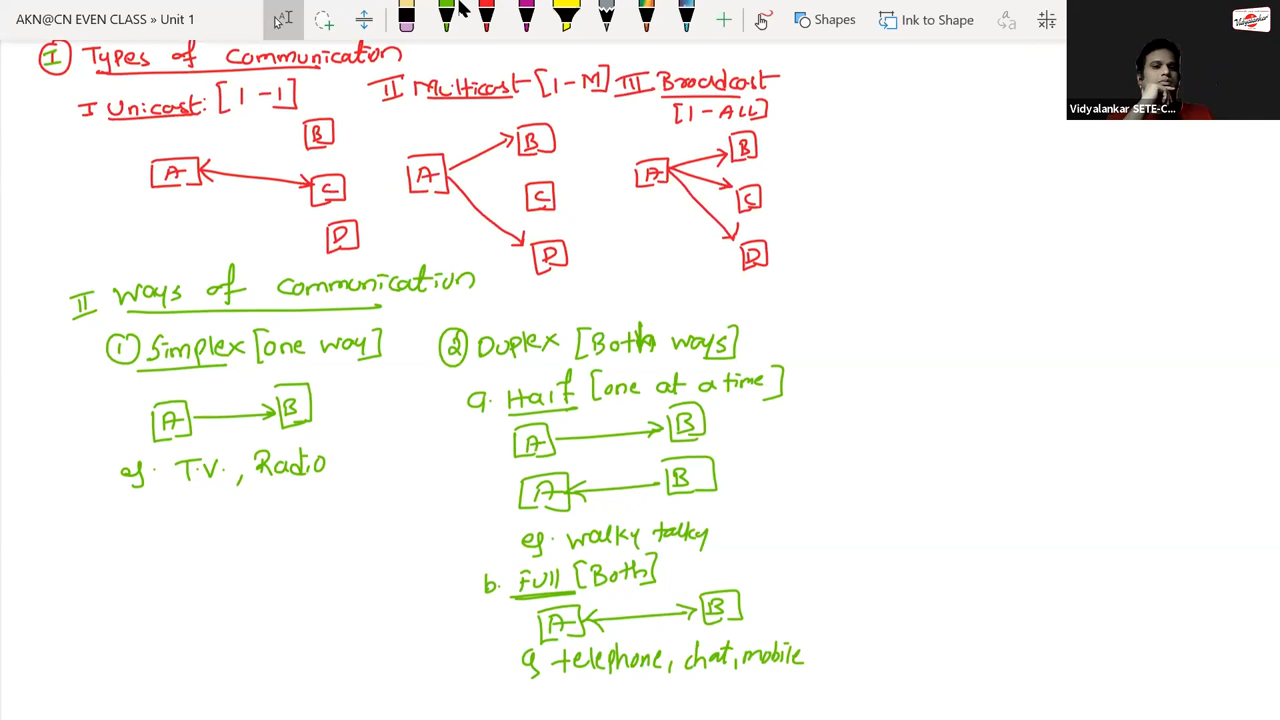 AKN@CN EVEN CLASS » Unit 1
Shapes
Ink to Shape
Vidyalankar
Vidyalankar SETE-C...
I Types of communication
I Unicast: [1-1]
II Multicast [1-M]
III Broadcast
[1-ALL]
A
B
C
D
A
B
C
D
A
B
C
D
II Ways of communication
① Simplex [one way]
A B
eg. T.V., Radio
② Duplex [Both ways]
a. Half [one at a time]
A B
A B
eg. walky talky
b. Full [Both]
A B
eg telephone, chat, mobile